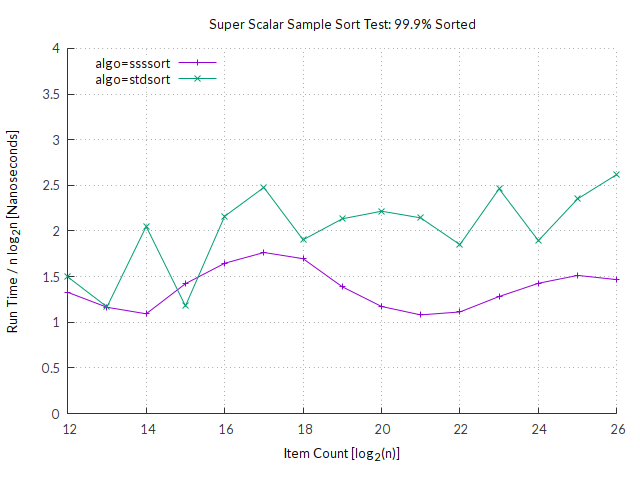 Super Scalar Sample Sort Test: 99.9% Sorted
algo=ssssort
algo=stdsort
4
3.5
3
2.5
2
1.5
1
0.5
0
Run Time / n log2n [Nanoseconds]
12 14 16 18 20 22 24 26
Item Count [log2(n)]